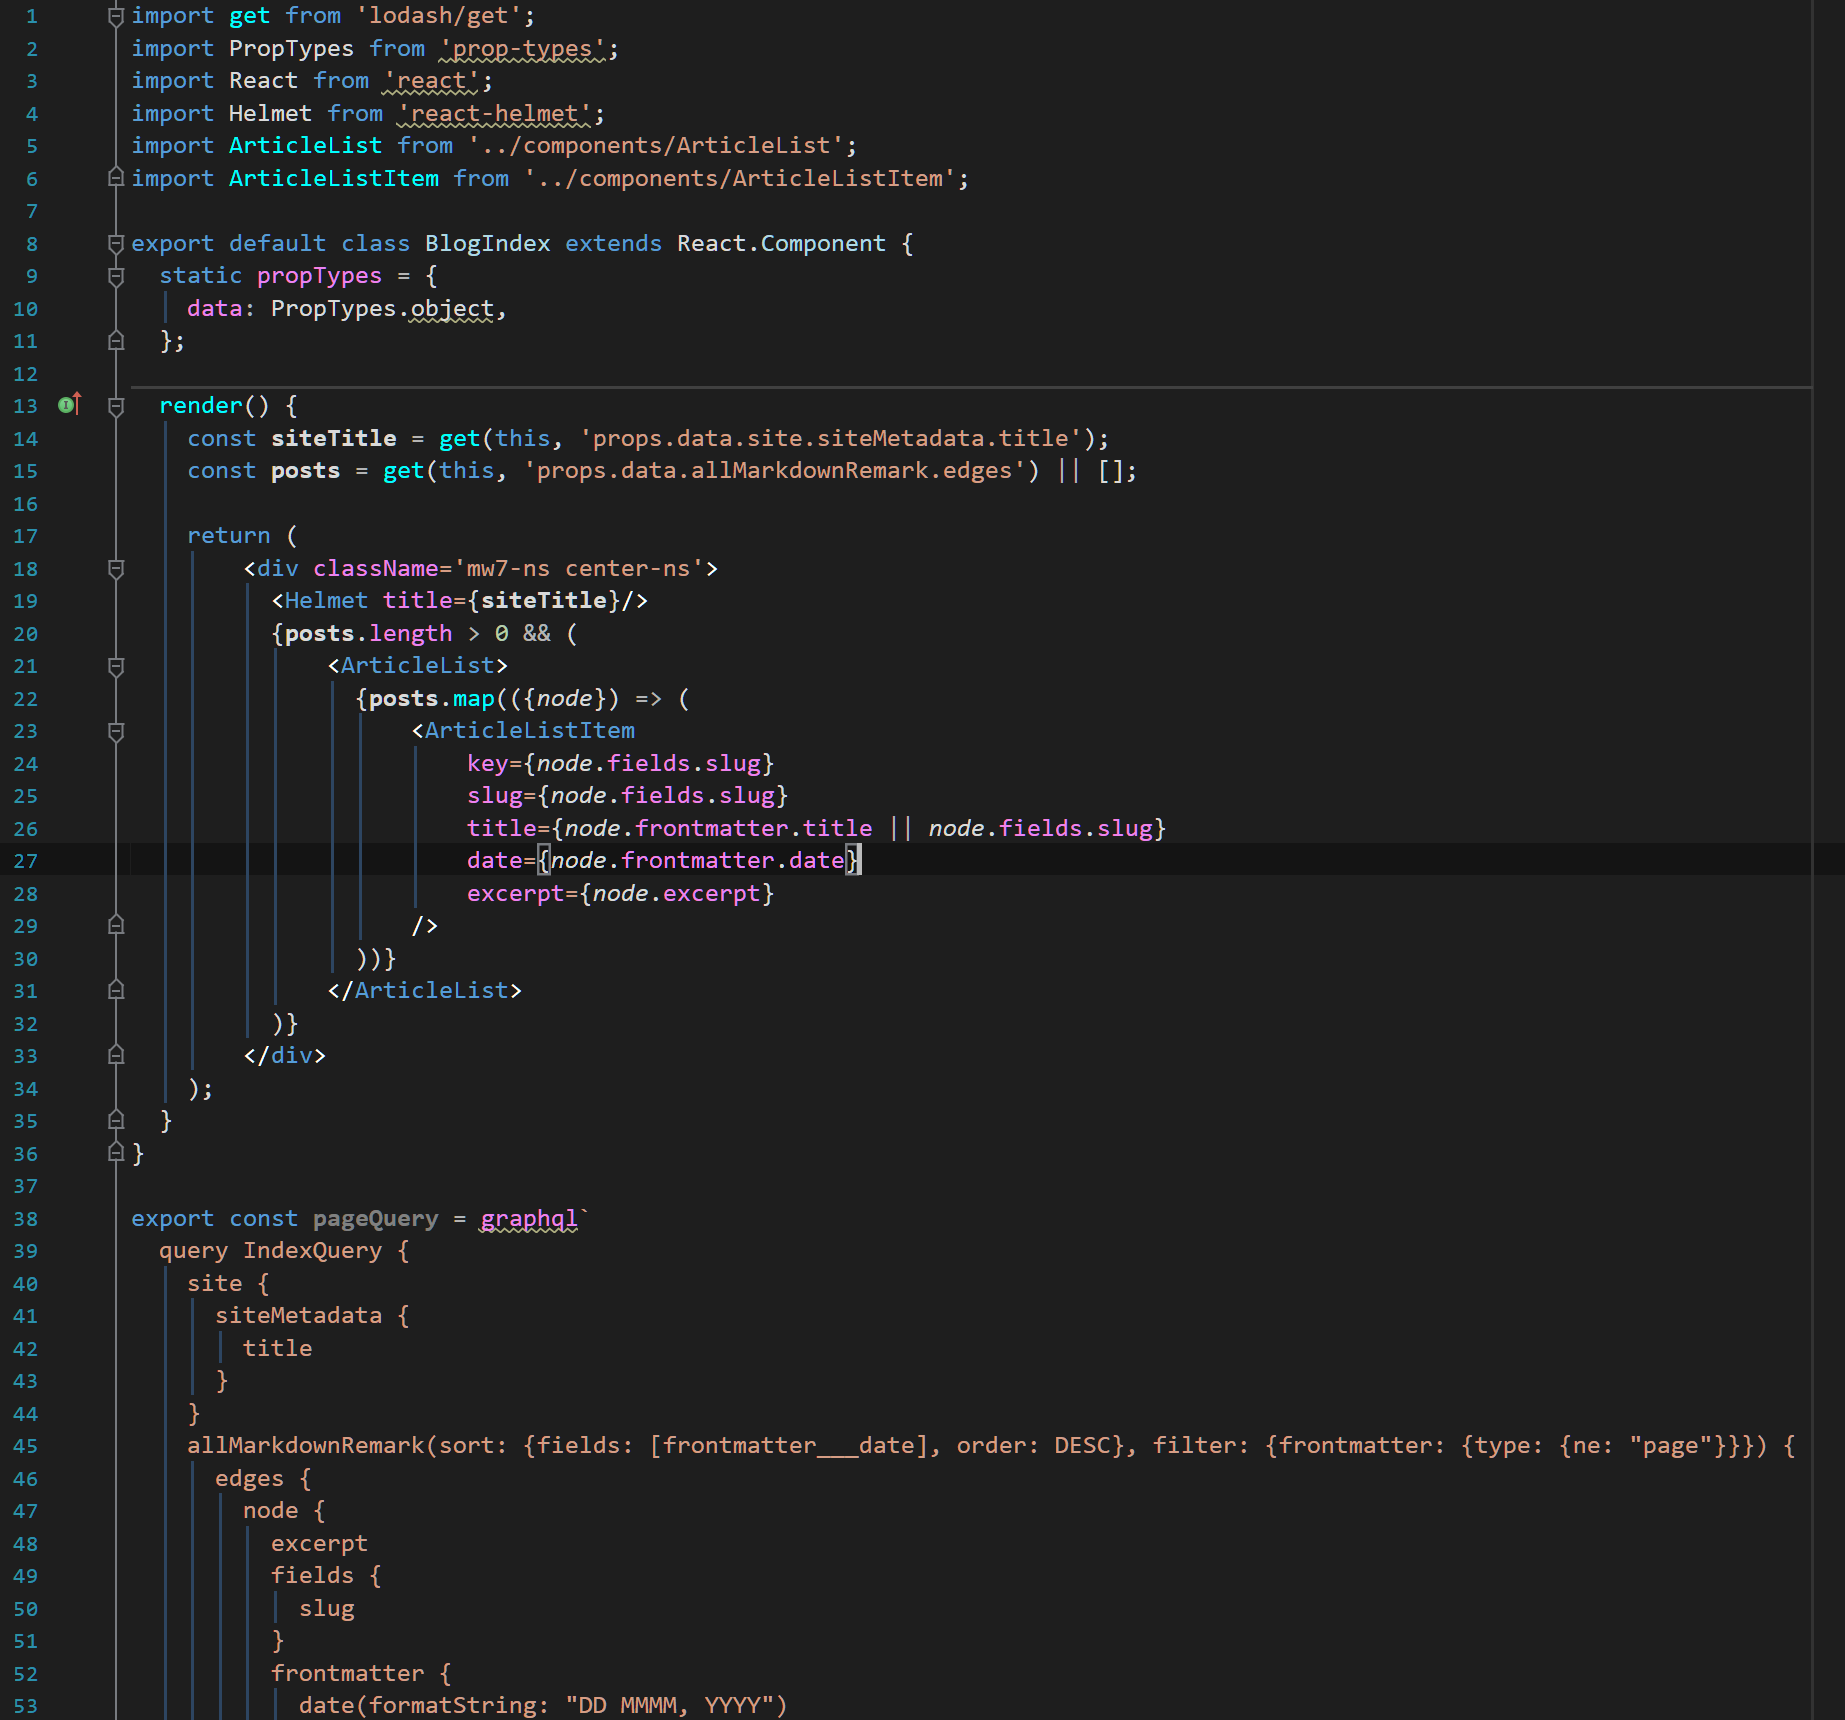 1 import get from 'lodash/get';
2 import PropTypes from 'prop-types';
3 import React from 'react';
4 import Helmet from 'react-helmet';
5 import ArticleList from '../components/ArticleList';
6 import ArticleListItem from '../components/ArticleListItem';
7
8 export default class BlogIndex extends React.Component {
9   static propTypes = {
10     data: PropTypes.object,
11   };
12
13   render() {
14     const siteTitle = get(this, 'props.data.site.siteMetadata.title');
15     const posts = get(this, 'props.data.allMarkdownRemark.edges') || [];
16
17     return (
18         <div className='mw7-ns center-ns'>
19           <Helmet title={siteTitle}/>
20           {posts.length > 0 && (
21               <ArticleList>
22                 {posts.map(({node}) => (
23                     <ArticleListItem
24                         key={node.fields.slug}
25                         slug={node.fields.slug}
26                         title={node.frontmatter.title || node.fields.slug}
27                         date={node.frontmatter.date}
28                         excerpt={node.excerpt}
29                     />
30                 ))}
31               </ArticleList>
32           )}
33         </div>
34     );
35   }
36 }
37
38 export const pageQuery = graphql`
39   query IndexQuery {
40     site {
41       siteMetadata {
42         title
43       }
44     }
45     allMarkdownRemark(sort: {fields: [frontmatter___date], order: DESC}, filter: {frontmatter: {type: {ne: "page"}}}) {
46       edges {
47         node {
48           excerpt
49           fields {
50             slug
51           }
52           frontmatter {
53             date(formatString: "DD MMMM, YYYY")